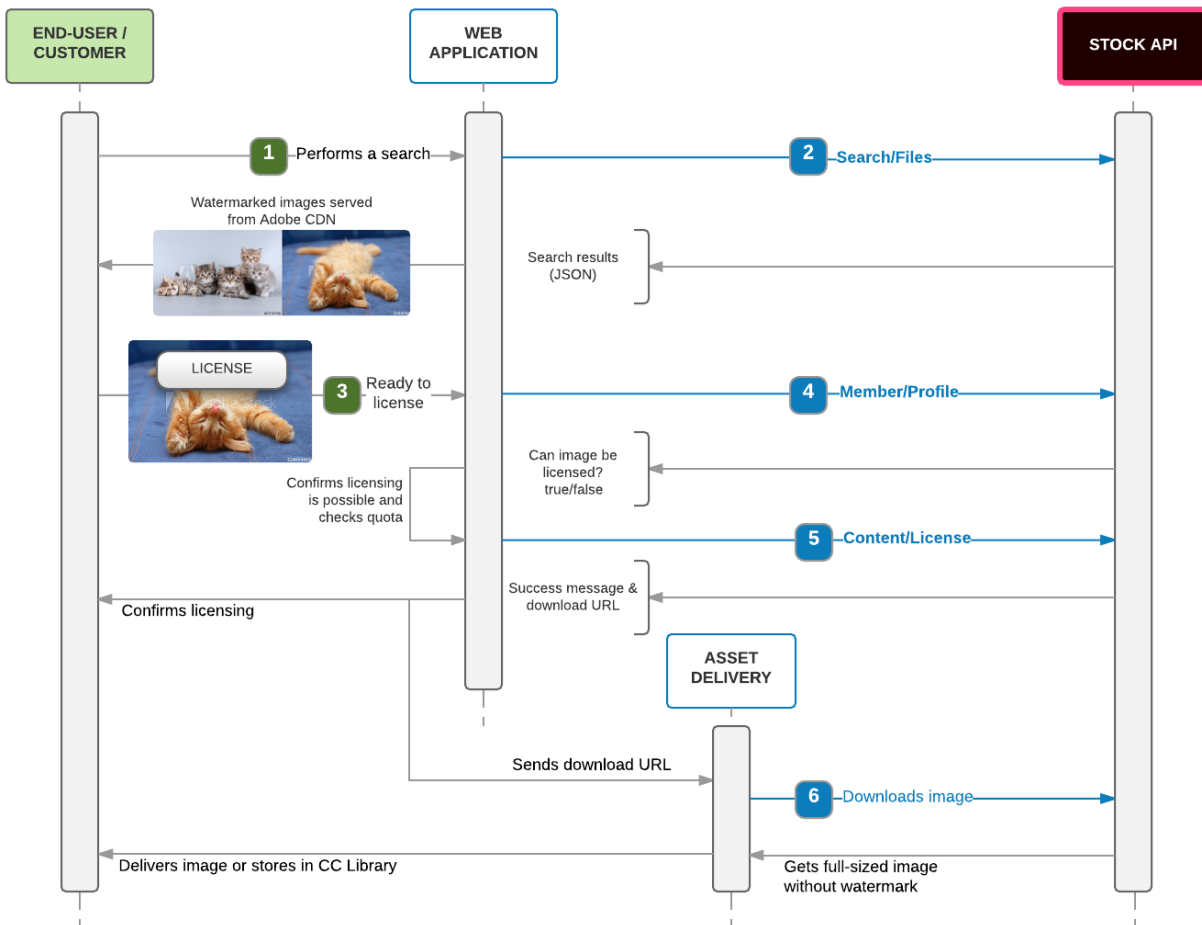 END-USER /
CUSTOMER
WEB
APPLICATION
STOCK API
1
Performs a search
2
Search/Files
Watermarked images served
from Adobe CDN
Search results
(JSON)
LICENSE
3
Ready to
license
4
Member/Profile
Can image be
licensed?
true/false
Confirms licensing
is possible and
checks quota
5
Content/License
Success message &
download URL
Confirms licensing
ASSET
DELIVERY
Sends download URL
6
Downloads image
Delivers image or stores in CC Library
Gets full-sized image
without watermark